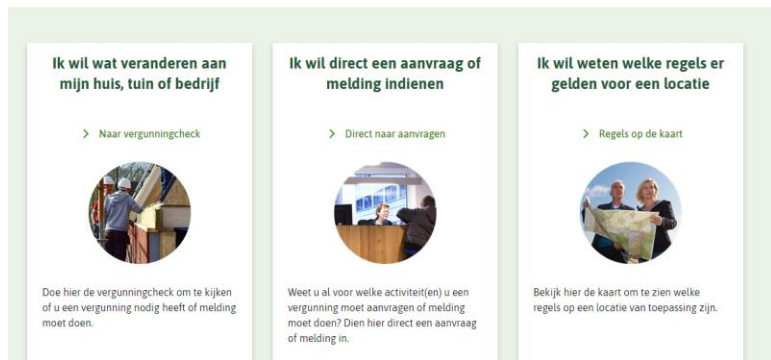 Ik wil wat veranderen aan
mijn huis, tuin of bedrijf
Naar vergunningcheck
Doe hier de vergunningcheck om te kijken
of u een vergunning nodig heeft of melding
moet doen.
Ik wil direct een aanvraag of
melding indienen
Direct naar aanvragen
Weet u al voor welke activiteit(en) u een
vergunning moet aanvragen of melding
moet doen? Dien hier direct een aanvraag
of melding in.
Ik wil weten welke regels er
gelden voor een locatie
Regels op de kaart
Bekijk hier de kaart om te zien welke
regels op een locatie van toepassing zijn.